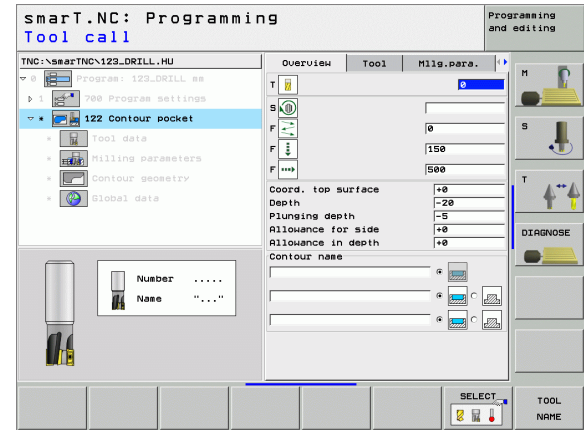 smarT.NC: Programming
Tool call
Programming and editing
TNC:\smarTNC\123_DRILL.HU
0 Program: 123_DRILL mm
1 700 Program settings
* 122 Contour pocket
* Tool data
* Milling parameters
* Contour geometry
* Global data
Number .....
Name "..."
Overview Tool Mllg.para.
T 0
S
F 0
F 150
F 500
Coord. top surface +0
Depth -20
Plunging depth -5
Allowance for side +0
Allowance in depth +0
Contour name
M
S
T
DIAGNOSE
SELECT
TOOL NAME